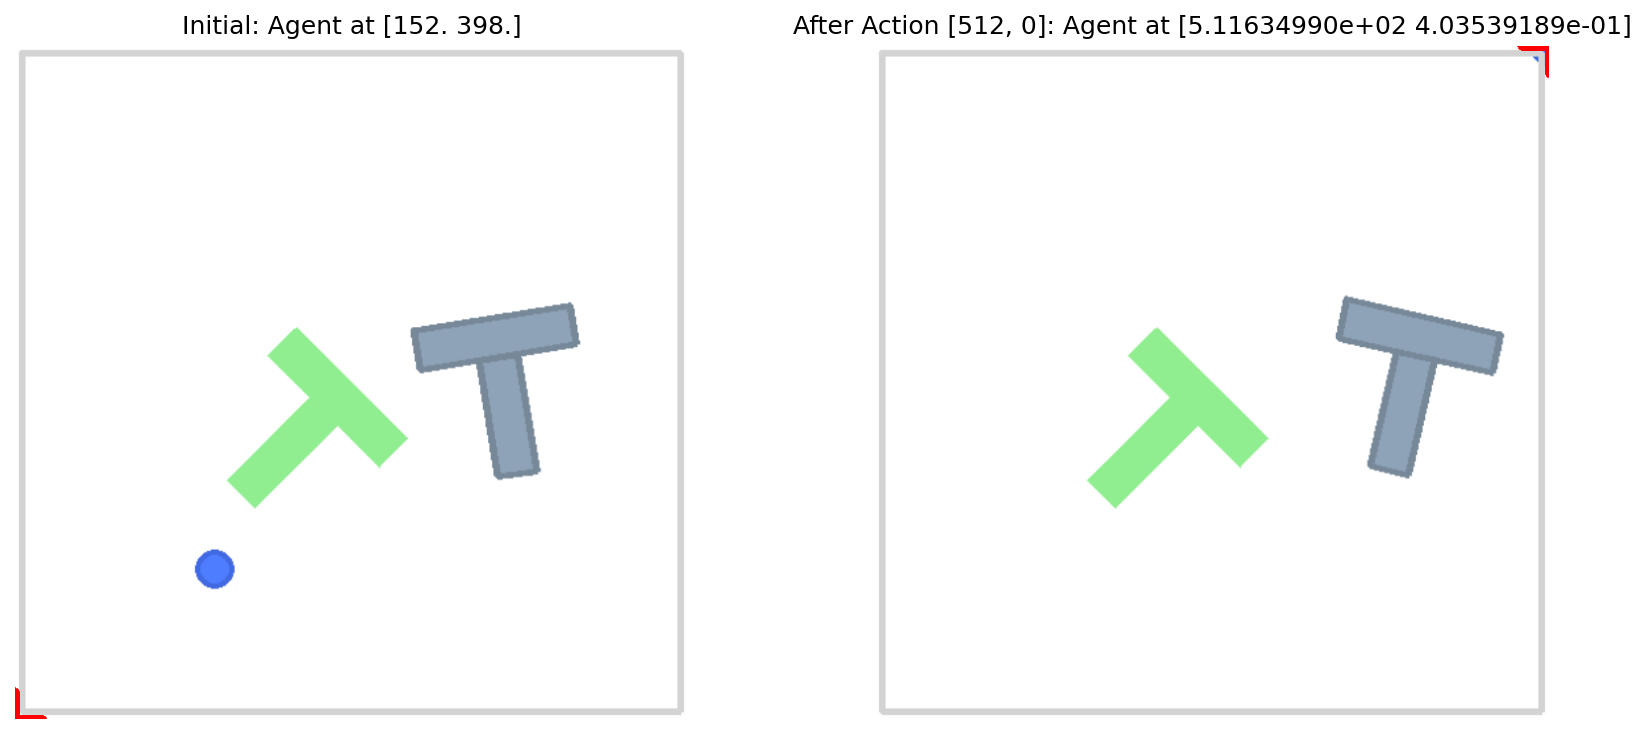 Initial: Agent at [152. 398.]
After Action [512, 0]: Agent at [5.11634990e+02 4.03539189e-01]